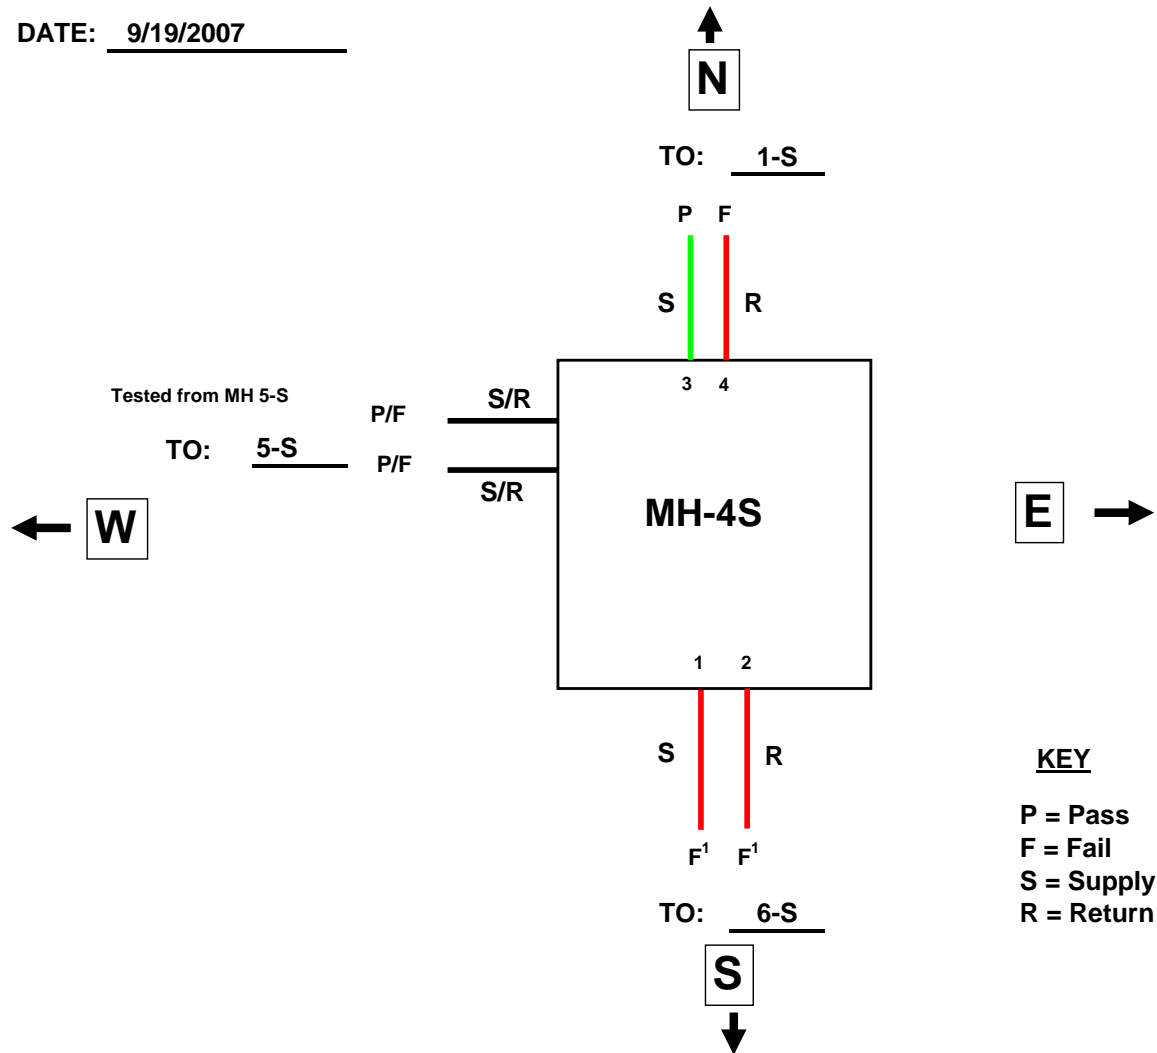 DATE: 9/19/2007
N
TO: 1-S
P F
S R
3 4
Tested from MH 5-S
P/F S/R
TO: 5-S P/F
S/R
W
MH-4S
E
1 2
S R
F¹ F¹
TO: 6-S
S
KEY
P = Pass
F = Fail
S = Supply
R = Return